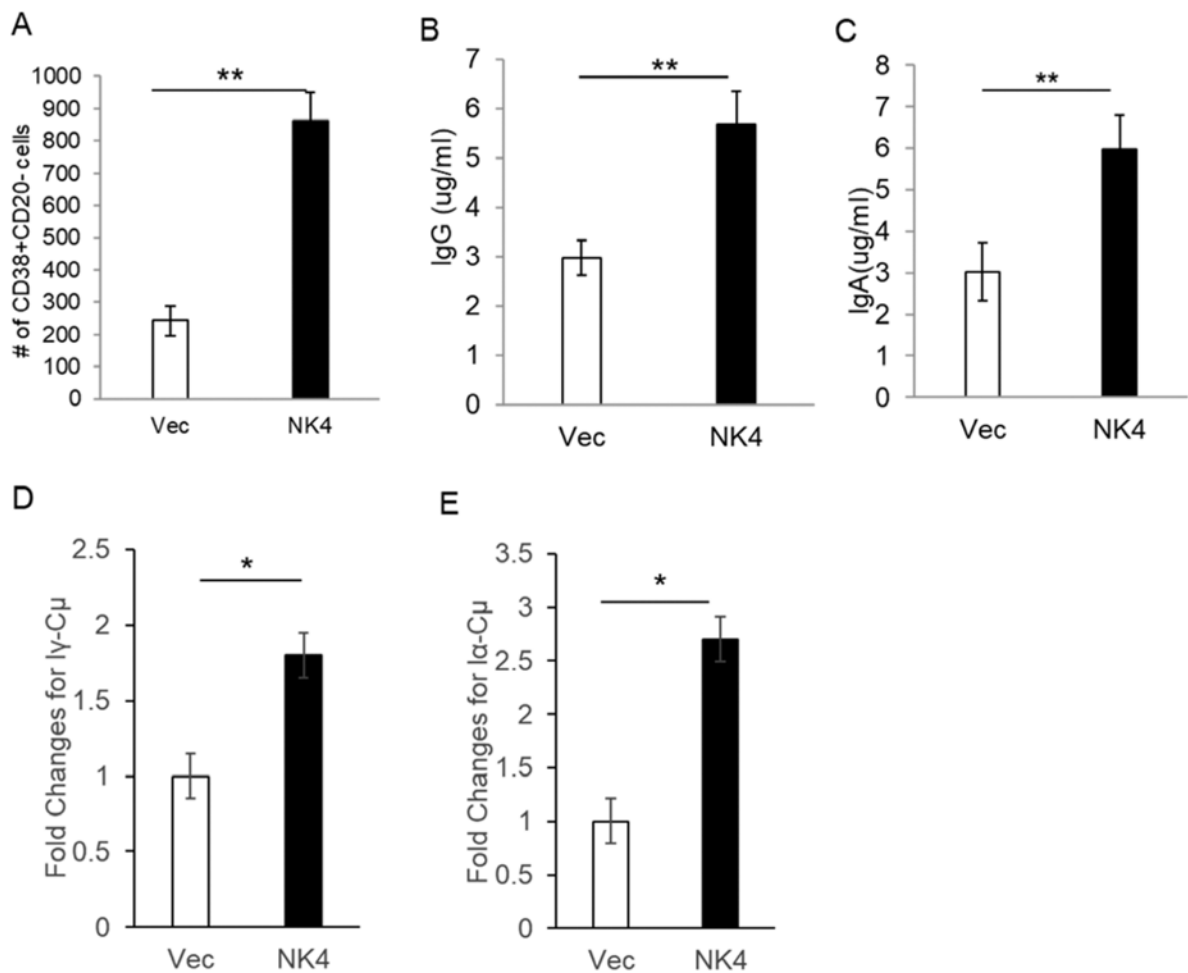 A
# of CD38+CD20- cells
1000
900
800
700
600
500
400
300
200
100
0
**
Vec
NK4
B
IgG (ug/ml)
7
6
5
4
3
2
1
0
**
Vec
NK4
C
IgA(ug/ml)
8
7
6
5
4
3
2
1
0
**
Vec
NK4
D
Fold Changes for Iγ-Cμ
2.5
2
1.5
1
0.5
0
*
Vec
NK4
E
Fold Changes for Iα-Cμ
3.5
3
2.5
2
1.5
1
0.5
0
*
Vec
NK4